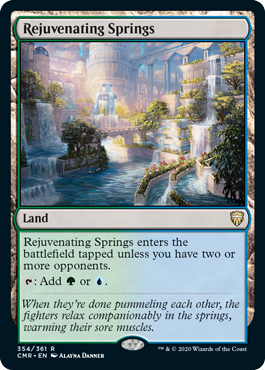 Rejuvenating Springs
Land
Rejuvenating Springs enters the
battlefield tapped unless you have two or
more opponents.
: Add or .
When they're done pummeling each other, the
fighters relax companionably in the springs,
warming their sore muscles.
354/361 R
CMR • EN ALAYNA DANNER
™ & © 2020 Wizards of the Coast